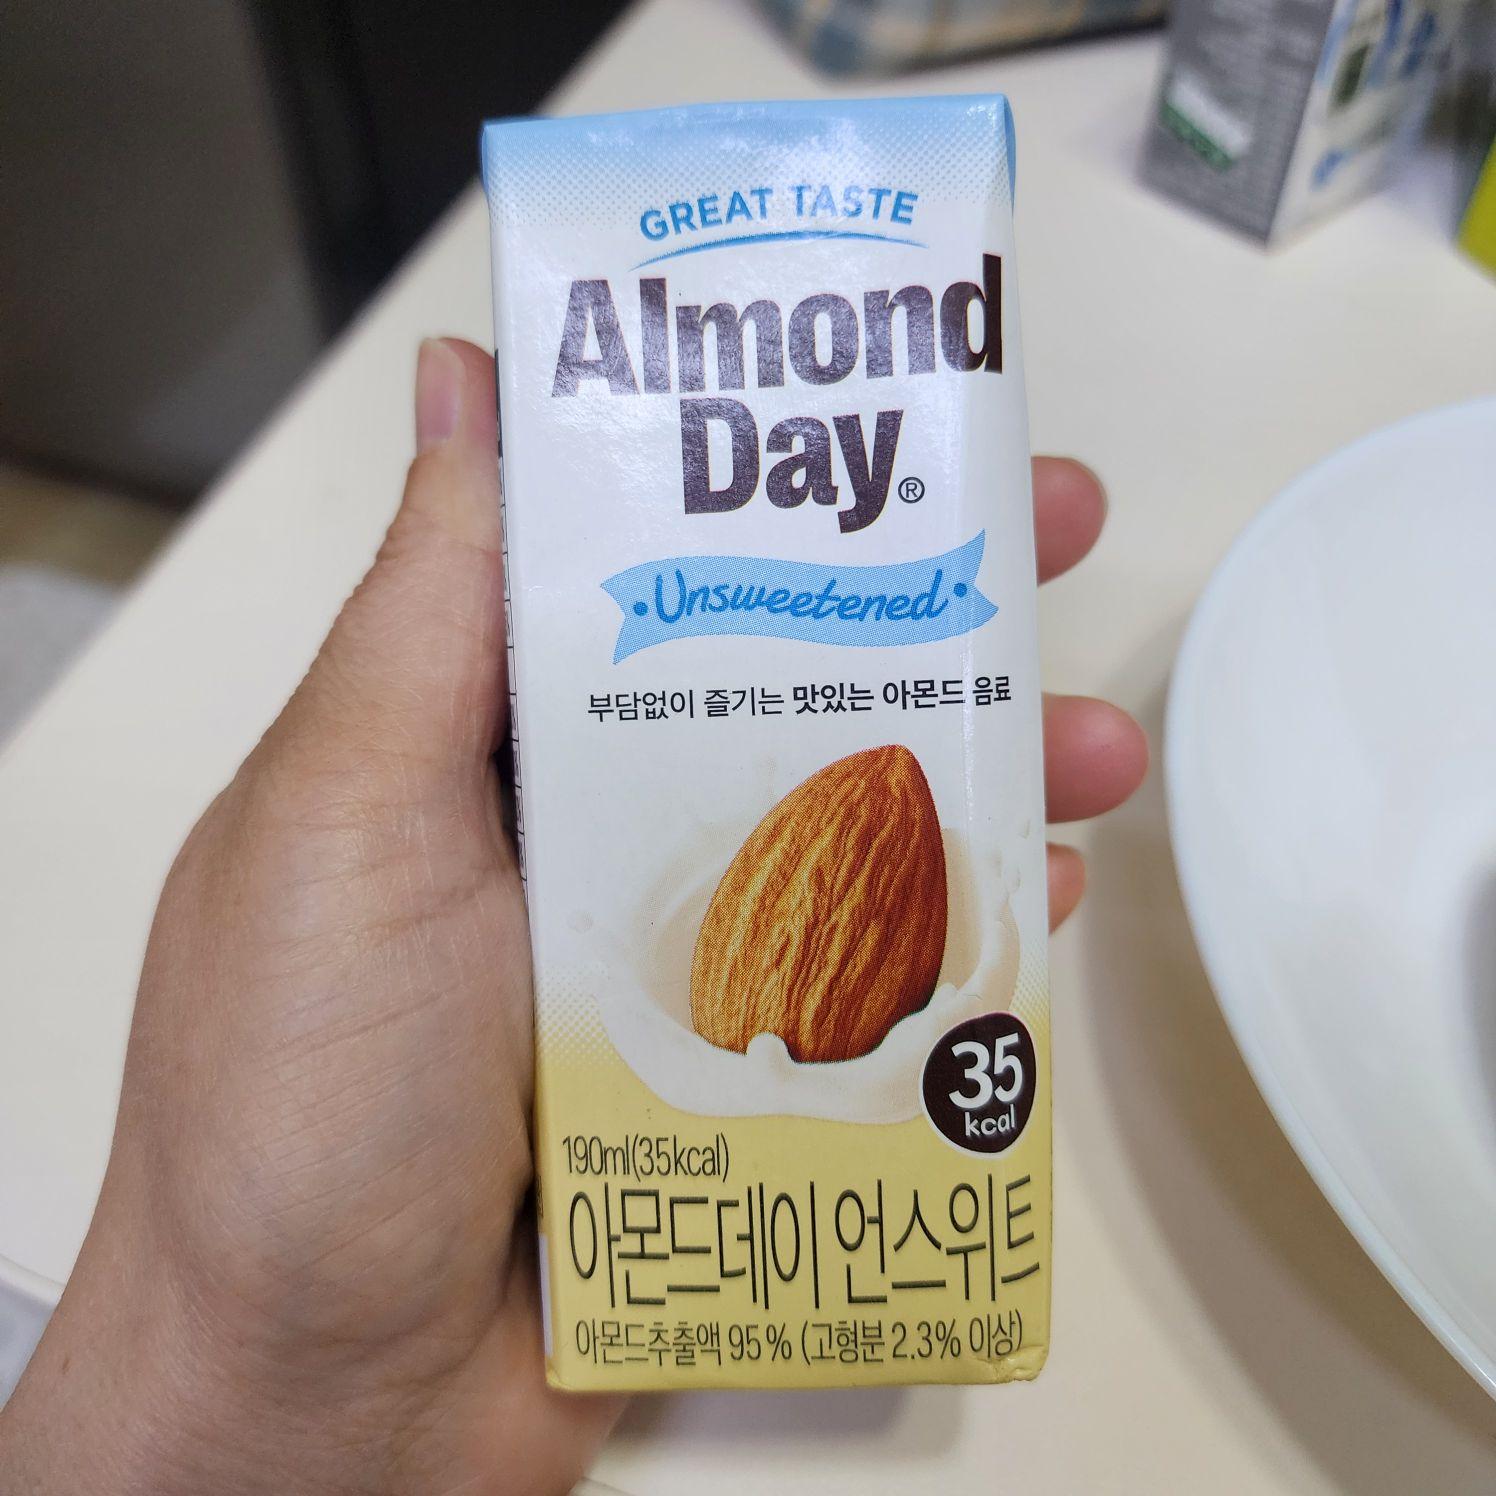 GREAT TASTE
Almond
Day®
•Unsweetened•
부담없이 즐기는 맛있는 아몬드 음료
35
kcal
190ml(35kcal)
아몬드데이 언스위트
아몬드추출액 95% (고형분 2.3% 이상)